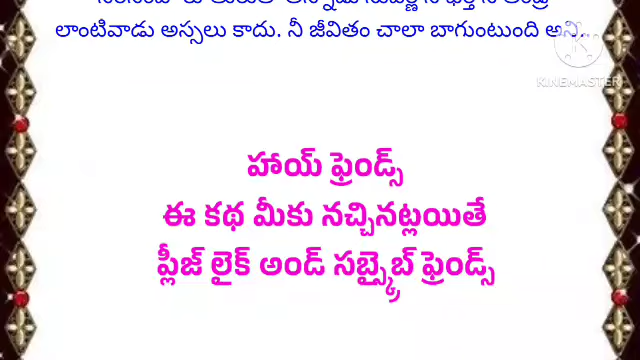 లాంటివాడు అస్సలు కాదు. నీ జీవితం చాలా బాగుంటుంది అని.
KINEMASTER
హాయ్ ఫ్రెండ్స్
ఈ కథ మీకు నచ్చినట్లయితే
ప్లీజ్ లైక్ అండ్ సబ్స్క్రైబ్ ఫ్రెండ్స్